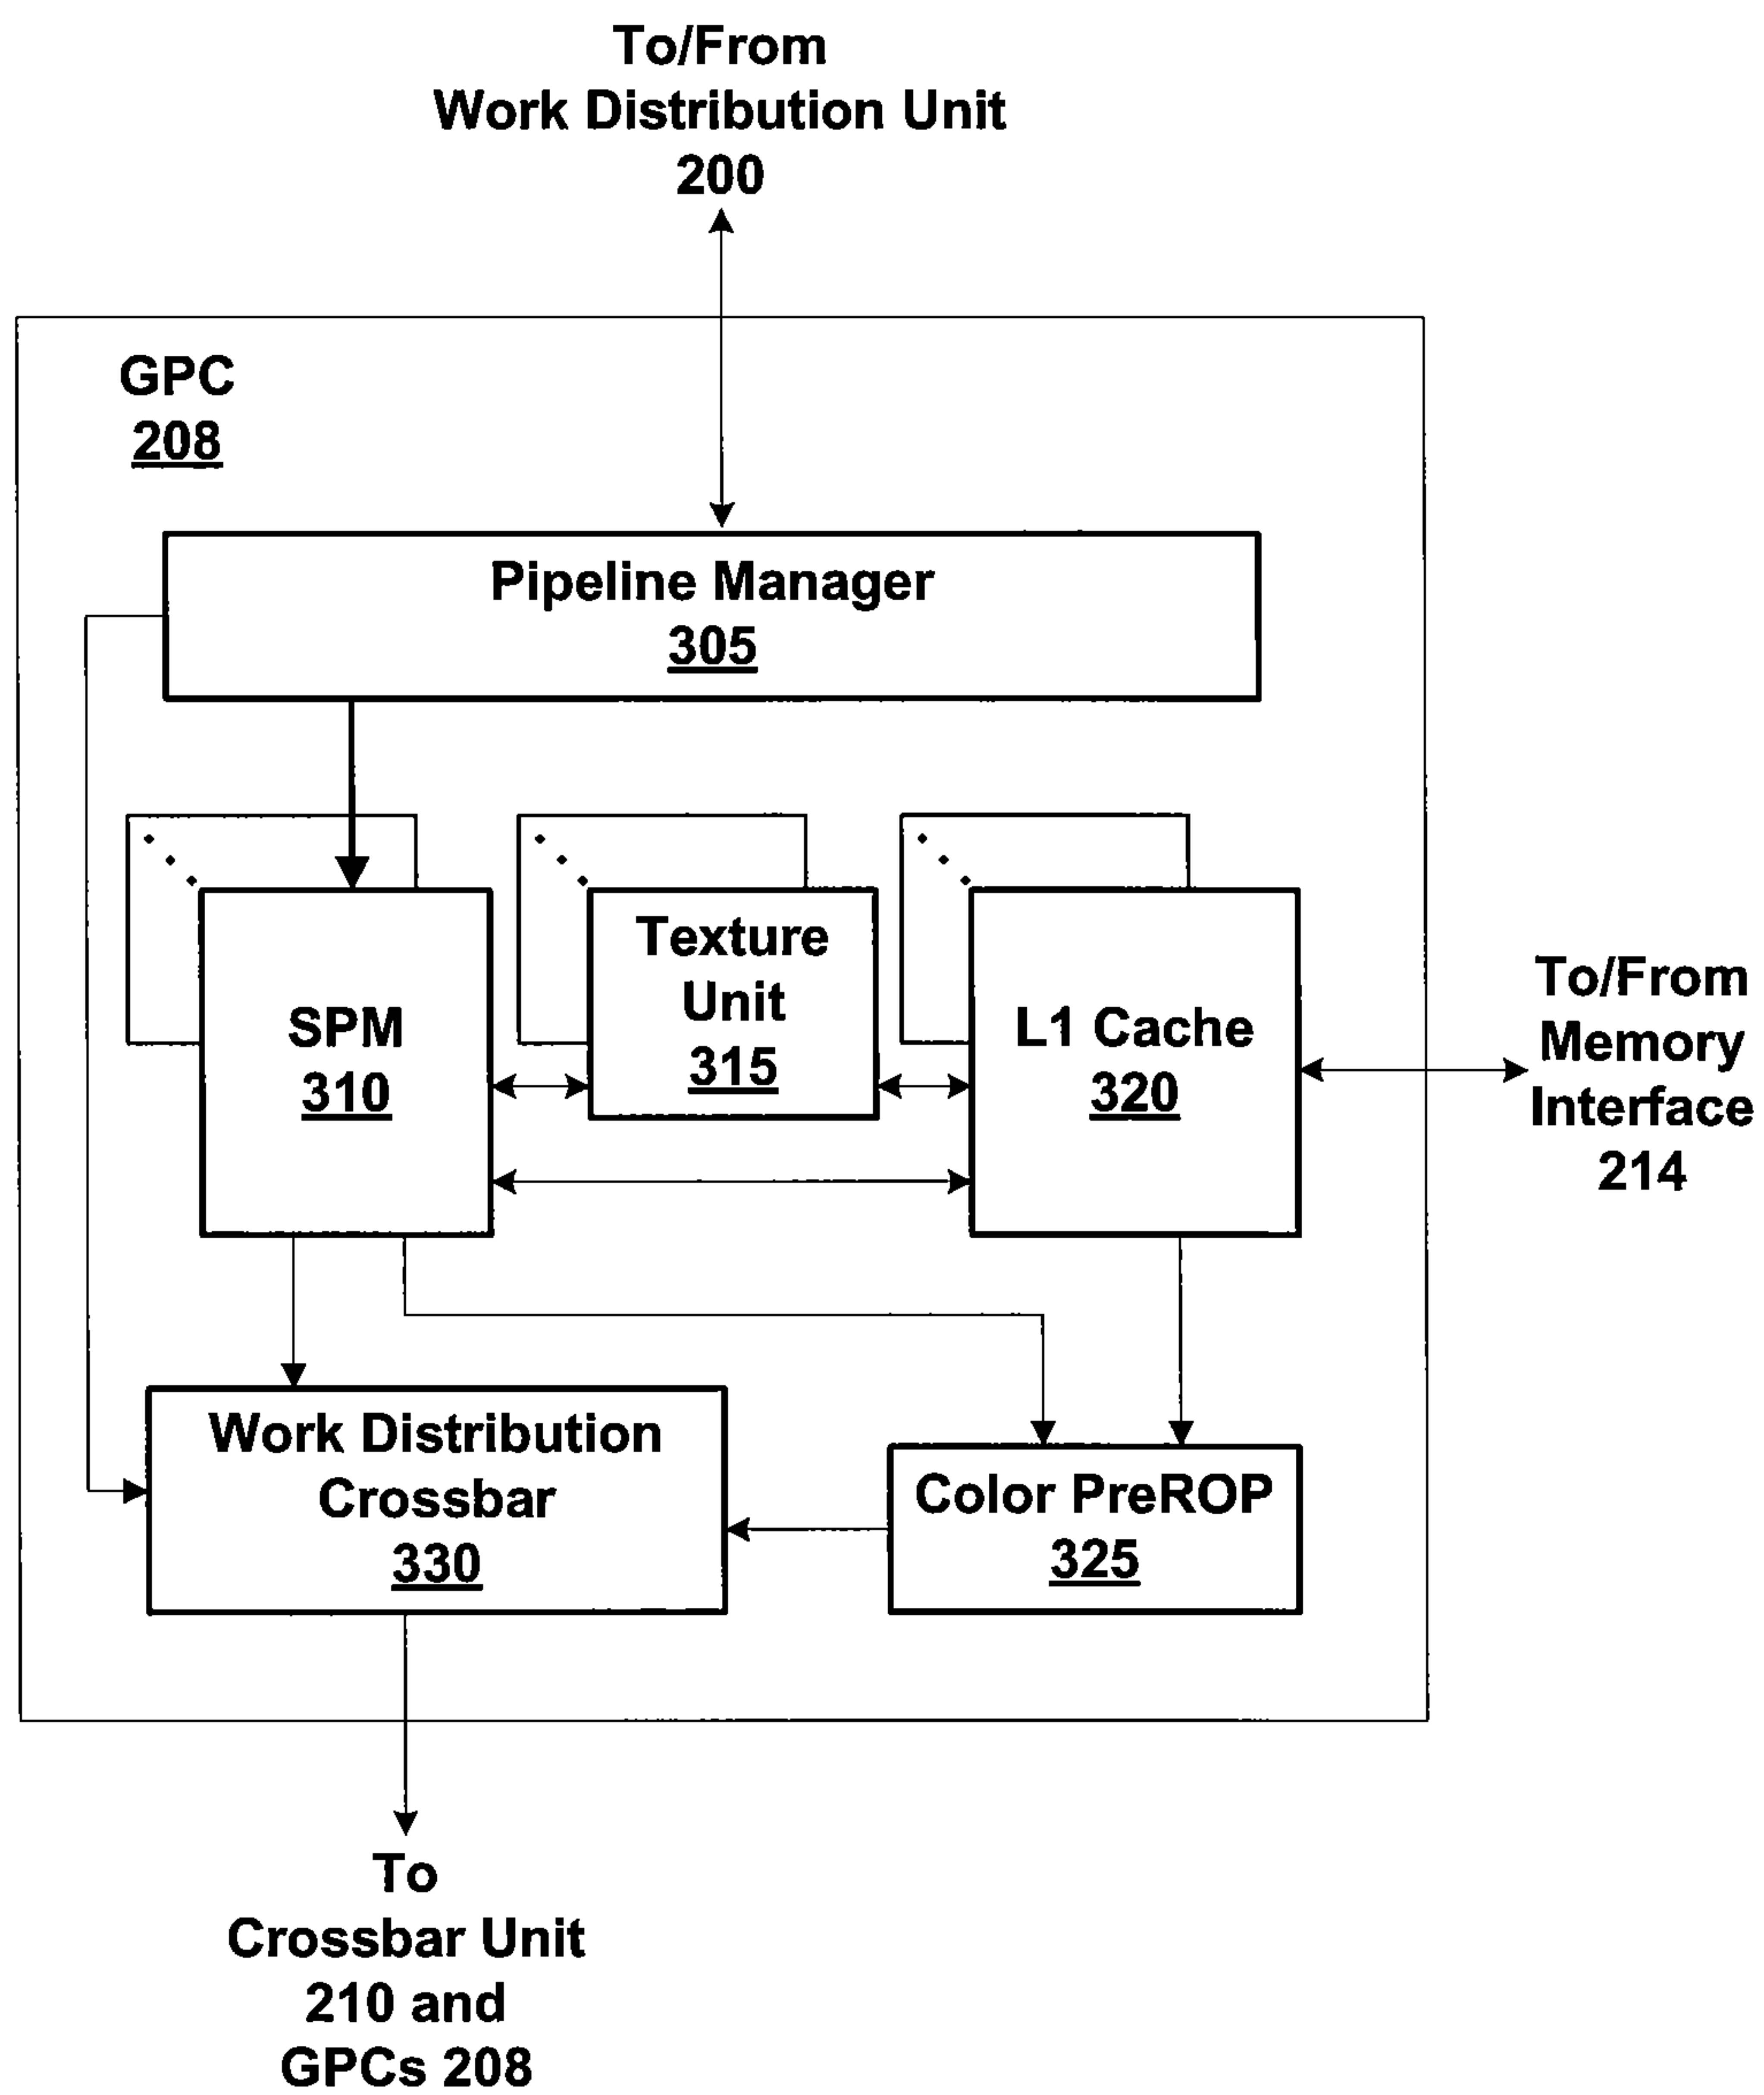 To/From
Work Distribution Unit
200
GPC
208
Pipeline Manager
305
SPM
310
Texture
Unit
315
L1 Cache
320
To/From
Memory
Interface
214
Work Distribution
Crossbar
330
Color PreROP
325
To
Crossbar Unit
210 and
GPCs 208